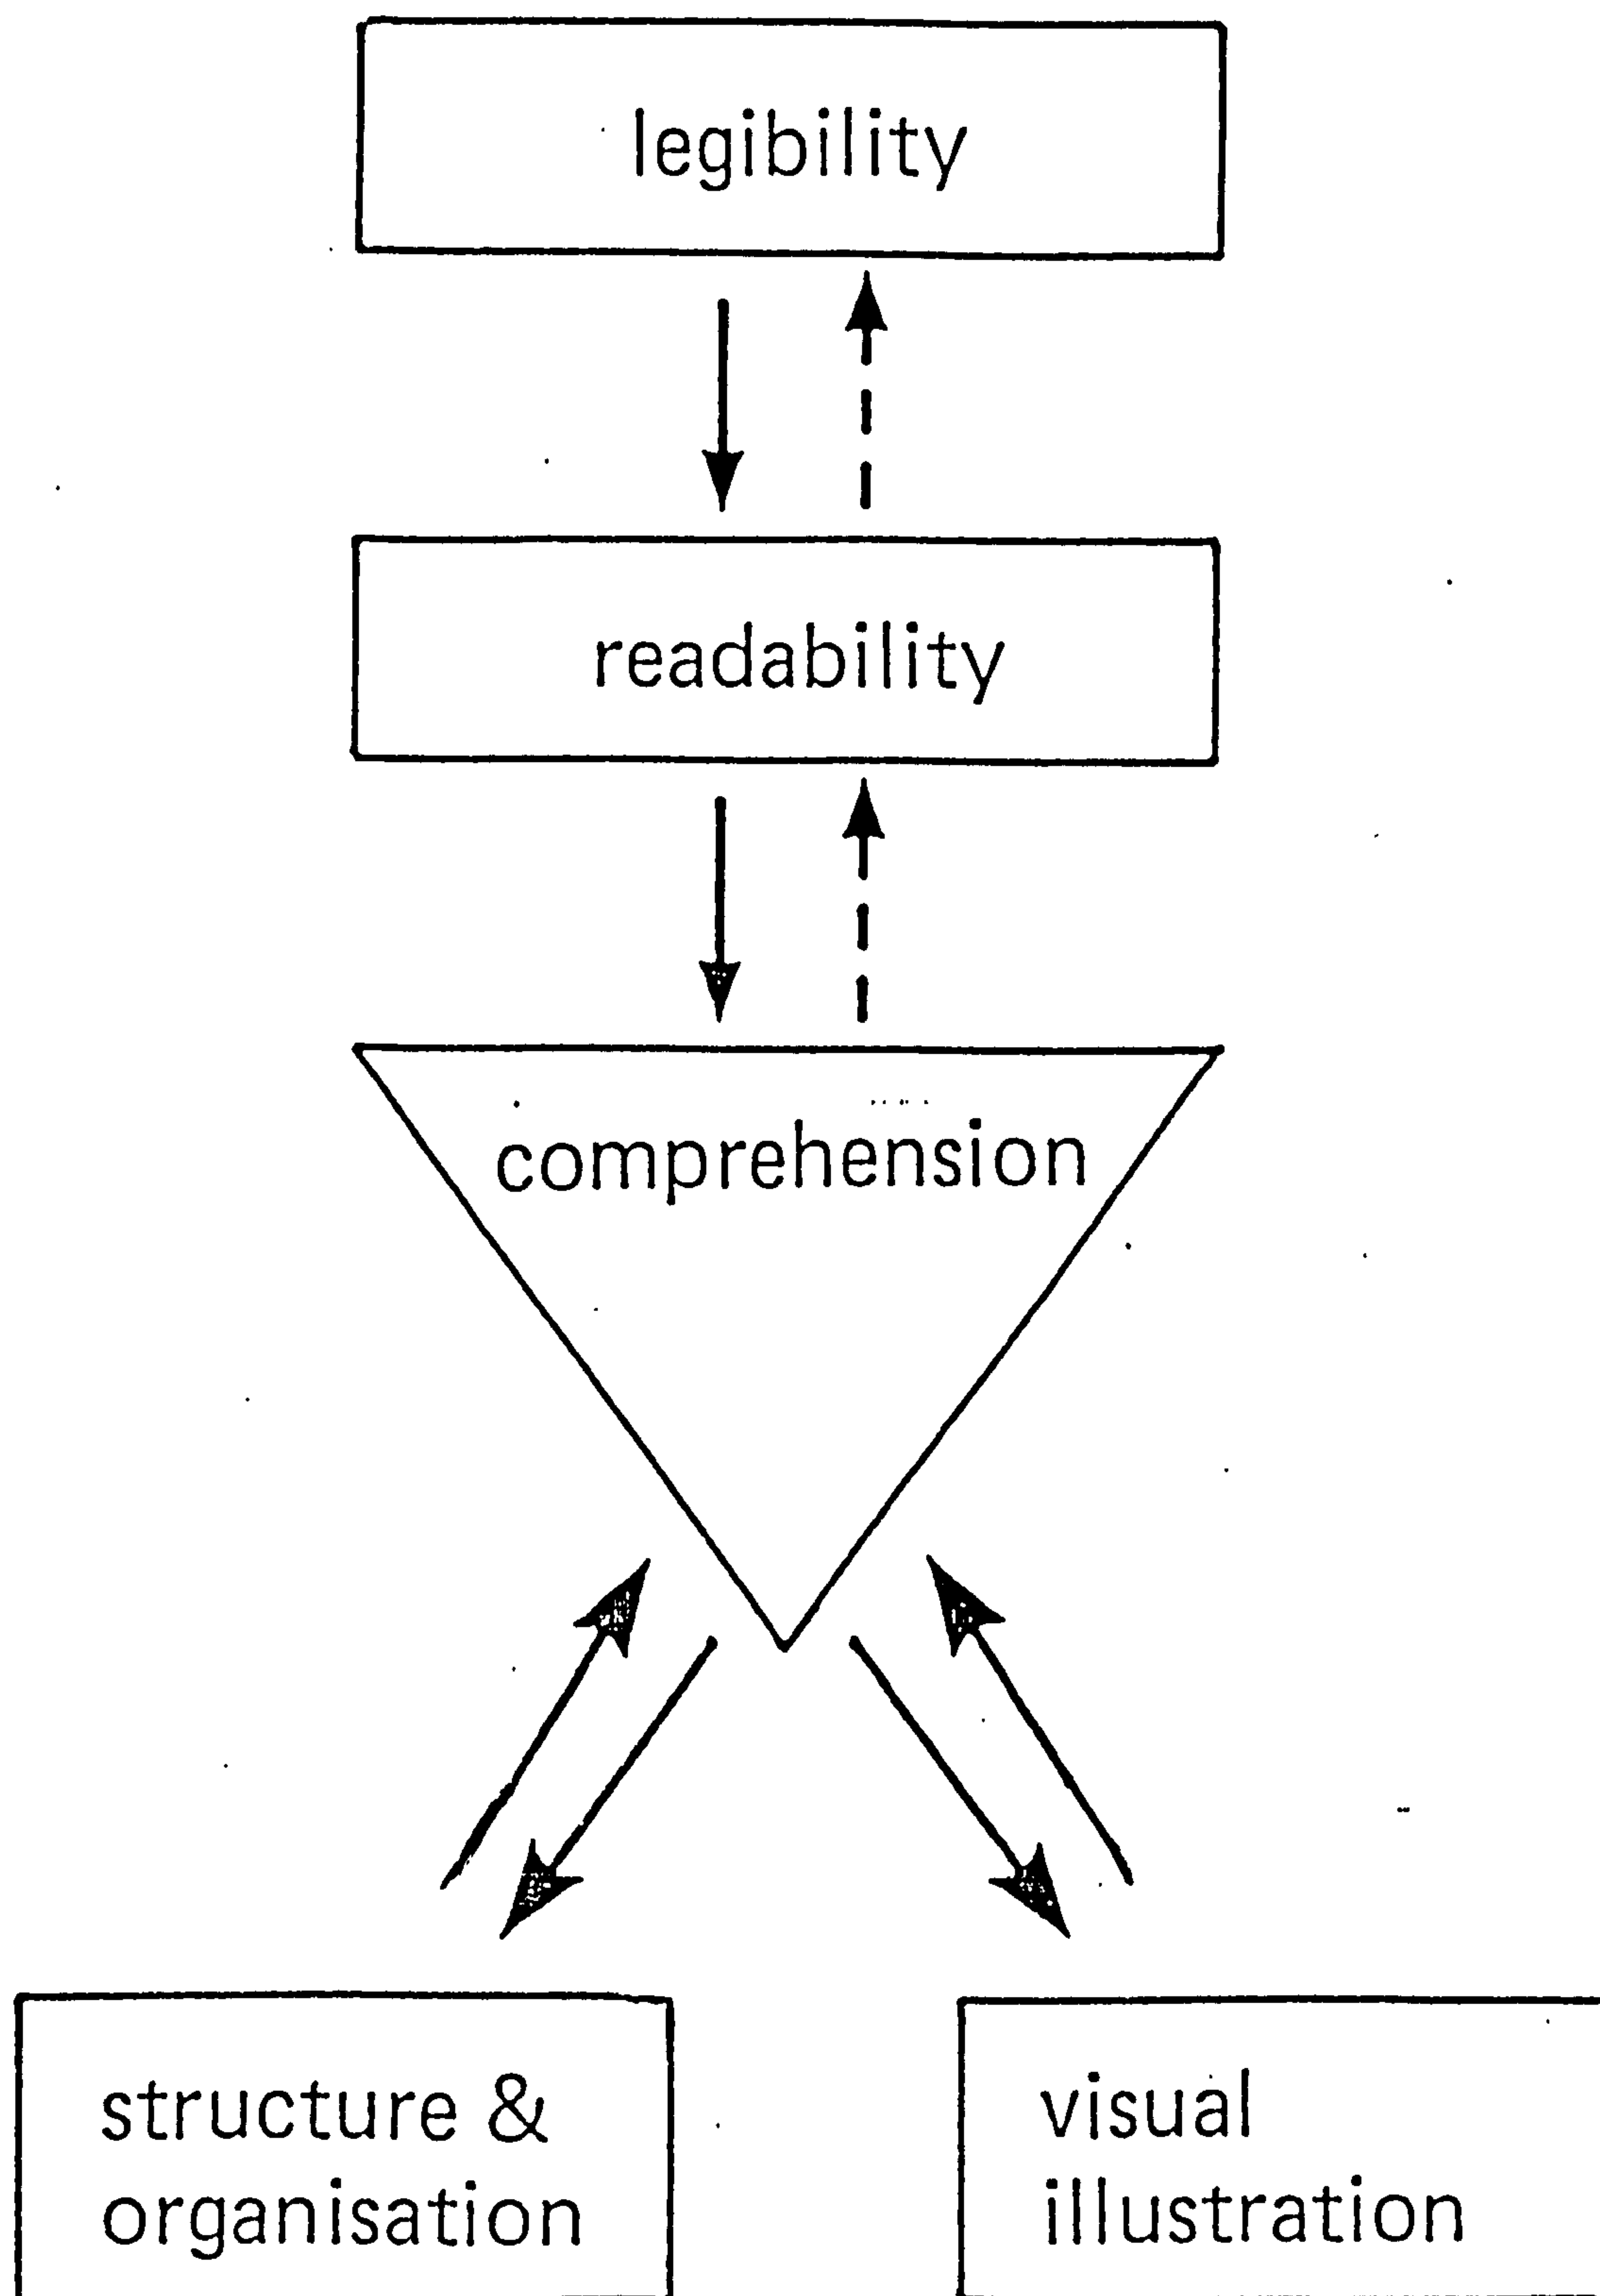 legibility
readability
comprehension
structure &
organisation
visual
illustration